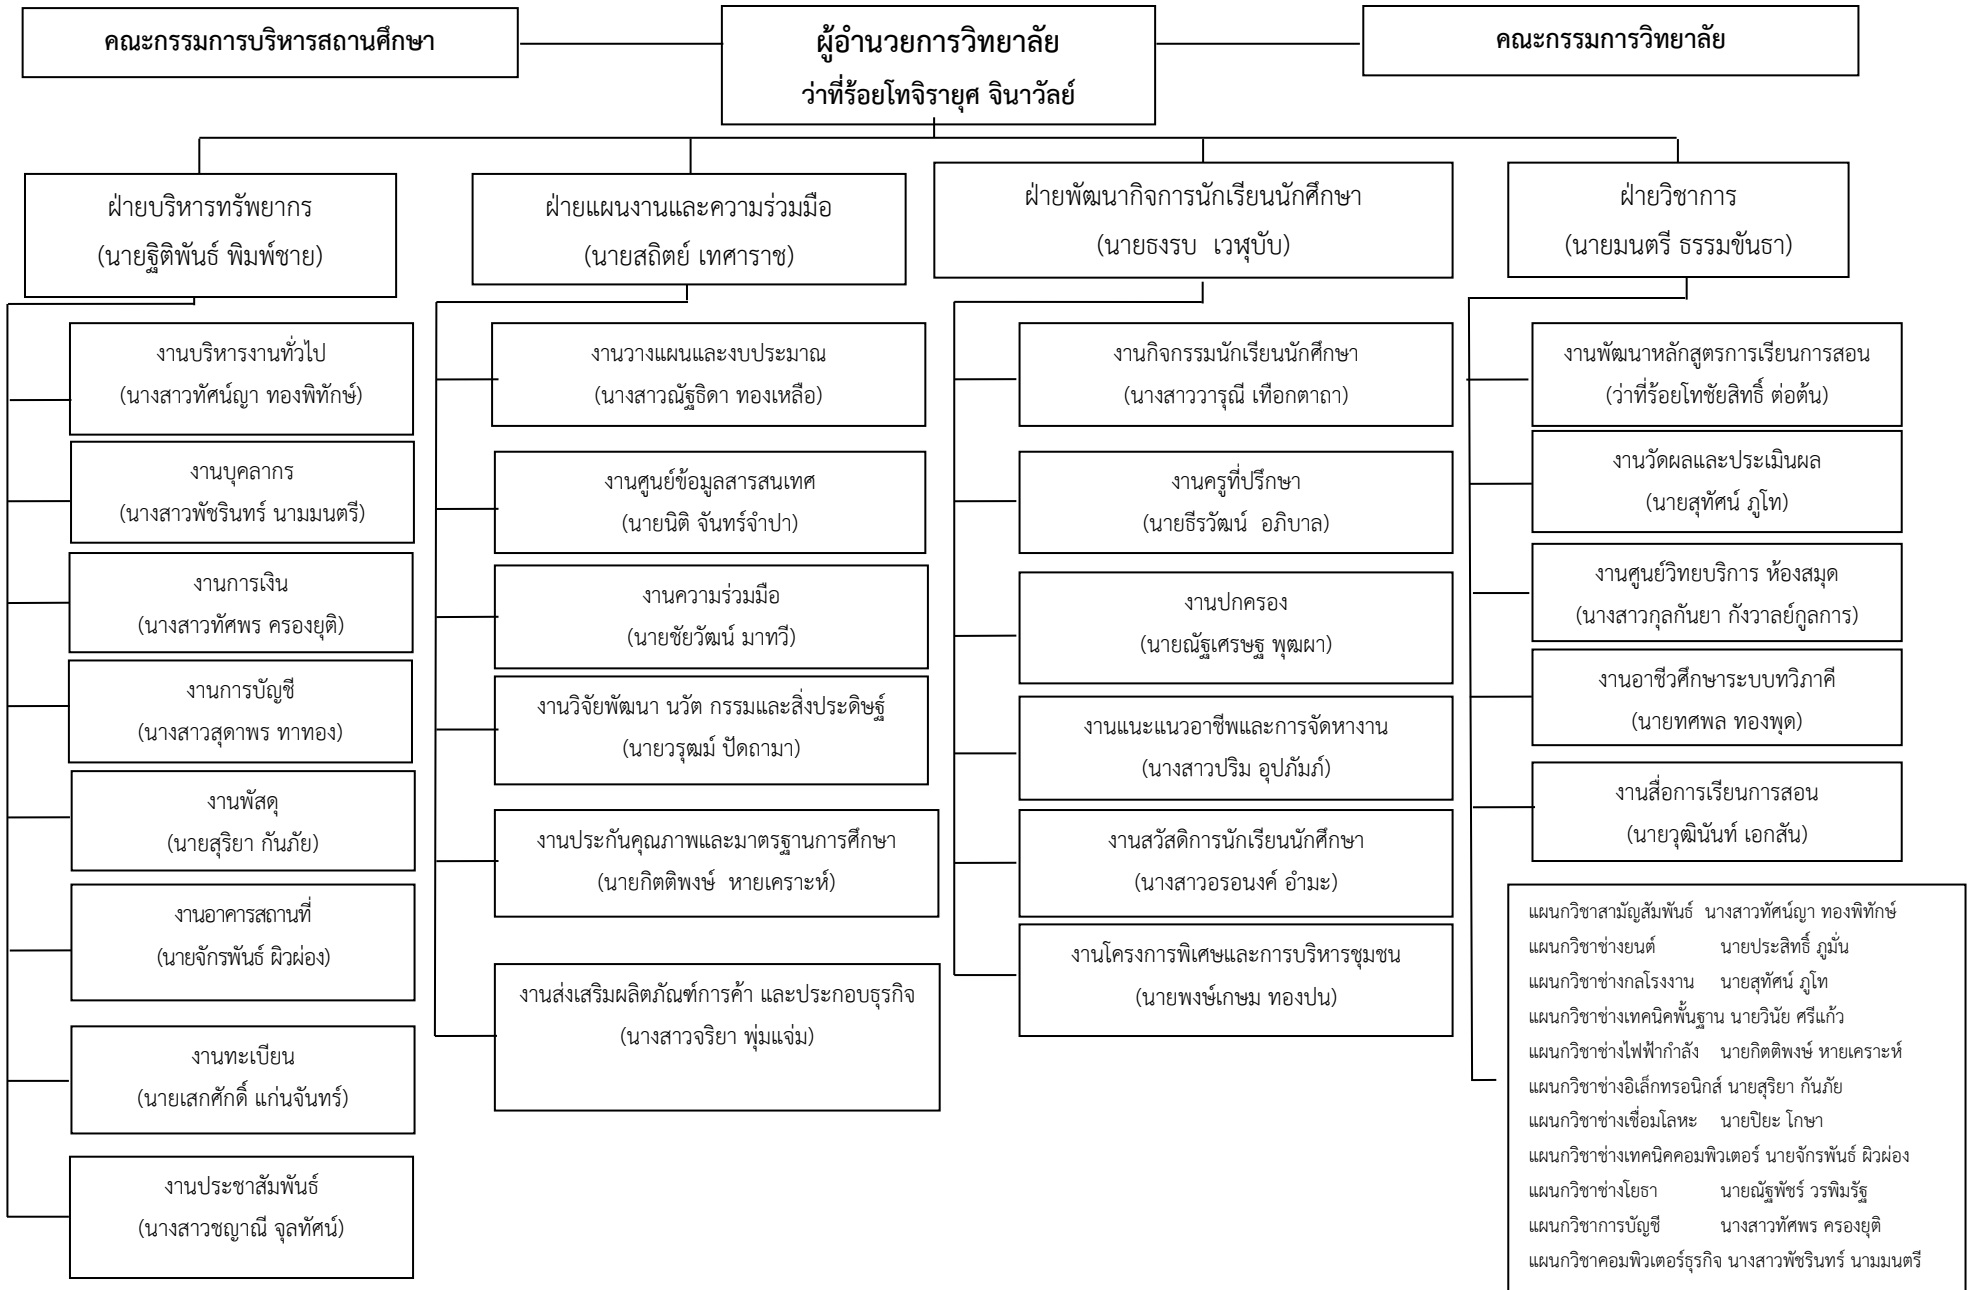 คณะกรรมการบริหารสถานศึกษา
ผู้อำนวยการวิทยาลัย
ว่าที่ร้อยโทจิรายุศ จินาวัลย์
คณะกรรมการวิทยาลัย
ฝ่ายบริหารทรัพยากร
(นายฐิติพันธ์ พิมพ์ชาย)
ฝ่ายแผนงานและความร่วมมือ
(นายสถิตย์ เทศาราช)
ฝ่ายพัฒนากิจการนักเรียนนักศึกษา
(นายธงรบ เวฬุบับ)
ฝ่ายวิชาการ
(นายมนตรี ธรรมขันธา)
งานบริหารงานทั่วไป
(นางสาวทัศน์ญา ทองพิทักษ์)
งานบุคลากร
(นางสาวพัชรินทร์ นามมนตรี)
งานการเงิน
(นางสาวทัศพร ครองยุติ)
งานการบัญชี
(นางสาวสุดาพร ทาทอง)
งานพัสดุ
(นายสุริยา กันภัย)
งานอาคารสถานที่
(นายจักรพันธ์ ผิวผ่อง)
งานทะเบียน
(นายเสกศักดิ์ แก่นจันทร์)
งานประชาสัมพันธ์
(นางสาวชญาณี จุลทัศน์)
งานวางแผนและงบประมาณ
(นางสาวณัฐธิดา ทองเหลือ)
งานศูนย์ข้อมูลสารสนเทศ
(นายนิติ จันทร์จำปา)
งานความร่วมมือ
(นายชัยวัฒน์ มาทวี)
งานวิจัยพัฒนา นวัต กรรมและสิ่งประดิษฐ์
(นายวรุฒม์ ปัดถามา)
งานประกันคุณภาพและมาตรฐานการศึกษา
(นายกิตติพงษ์ หายเคราะห์)
งานส่งเสริมผลิตภัณฑ์การค้า และประกอบธุรกิจ
(นางสาวจริยา พุ่มแจ่ม)
งานกิจกรรมนักเรียนนักศึกษา
(นางสาววารุณี เทือกตาถา)
งานครูที่ปรึกษา
(นายธีรวัฒน์ อภิบาล)
งานปกครอง
(นายณัฐเศรษฐ พุฒผา)
งานแนะแนวอาชีพและการจัดหางาน
(นางสาวปริม อุปภัมภ์)
งานสวัสดิการนักเรียนนักศึกษา
(นางสาวอรอนงค์ อำมะ)
งานโครงการพิเศษและการบริหารชุมชน
(นายพงษ์เกษม ทองปน)
งานพัฒนาหลักสูตรการเรียนการสอน
(ว่าที่ร้อยโทชัยสิทธิ์ ต่อต้น)
งานวัดผลและประเมินผล
(นายสุทัศน์ ภูโท)
งานศูนย์วิทยบริการ ห้องสมุด
(นางสาวกุลกันยา กังวาลย์กูลการ)
งานอาชีวศึกษาระบบทวิภาคี
(นายทศพล ทองพุด)
งานสื่อการเรียนการสอน
(นายวุฒินันท์ เอกสัน)
แผนกวิชาสามัญสัมพันธ์ นางสาวทัศน์ญา ทองพิทักษ์
แผนกวิชาช่างยนต์ นายประสิทธิ์ ภูมั่น
แผนกวิชาช่างกลโรงงาน นายสุทัศน์ ภูโท
แผนกวิชาช่างเทคนิคพื้นฐาน นายวินัย ศรีแก้ว
แผนกวิชาช่างไฟฟ้ากำลัง นายกิตติพงษ์ หายเคราะห์
แผนกวิชาช่างอิเล็กทรอนิกส์ นายสุริยา กันภัย
แผนกวิชาช่างเชื่อมโลหะ นายปิยะ โกษา
แผนกวิชาช่างเทคนิคคอมพิวเตอร์ นายจักรพันธ์ ผิวผ่อง
แผนกวิชาช่างโยธา นายณัฐพัชร์ วรพิมรัฐ
แผนกวิชาการบัญชี นางสาวทัศพร ครองยุติ
แผนกวิชาคอมพิวเตอร์ธุรกิจ นางสาวพัชรินทร์ นามมนตรี